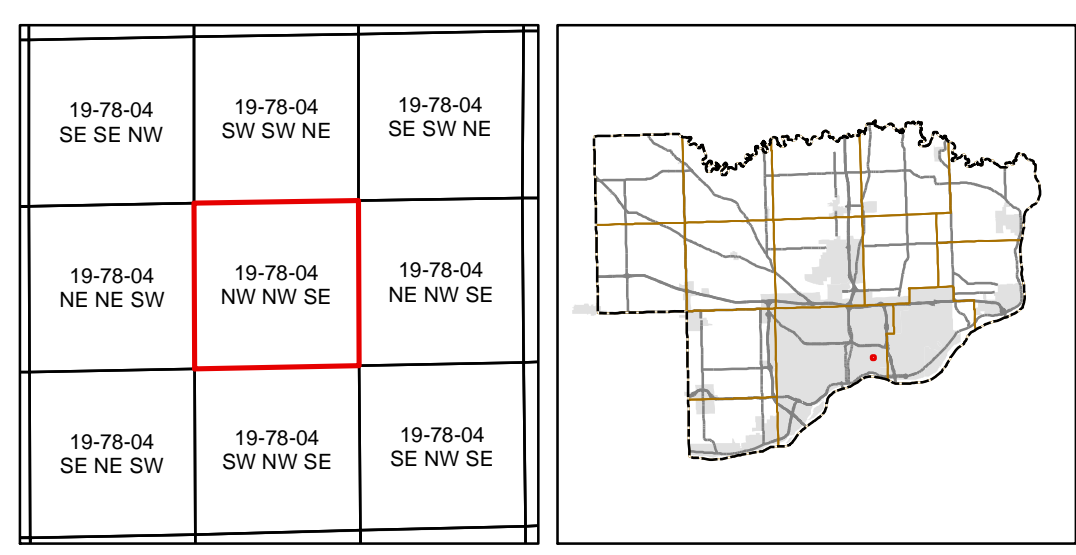 19-78-04
SE SE NW
19-78-04
SW SW NE
19-78-04
SE SW NE
19-78-04
NE NE SW
19-78-04
NW NW SE
19-78-04
NE NW SE
19-78-04
SE NE SW
19-78-04
SW NW SE
19-78-04
SE NW SE